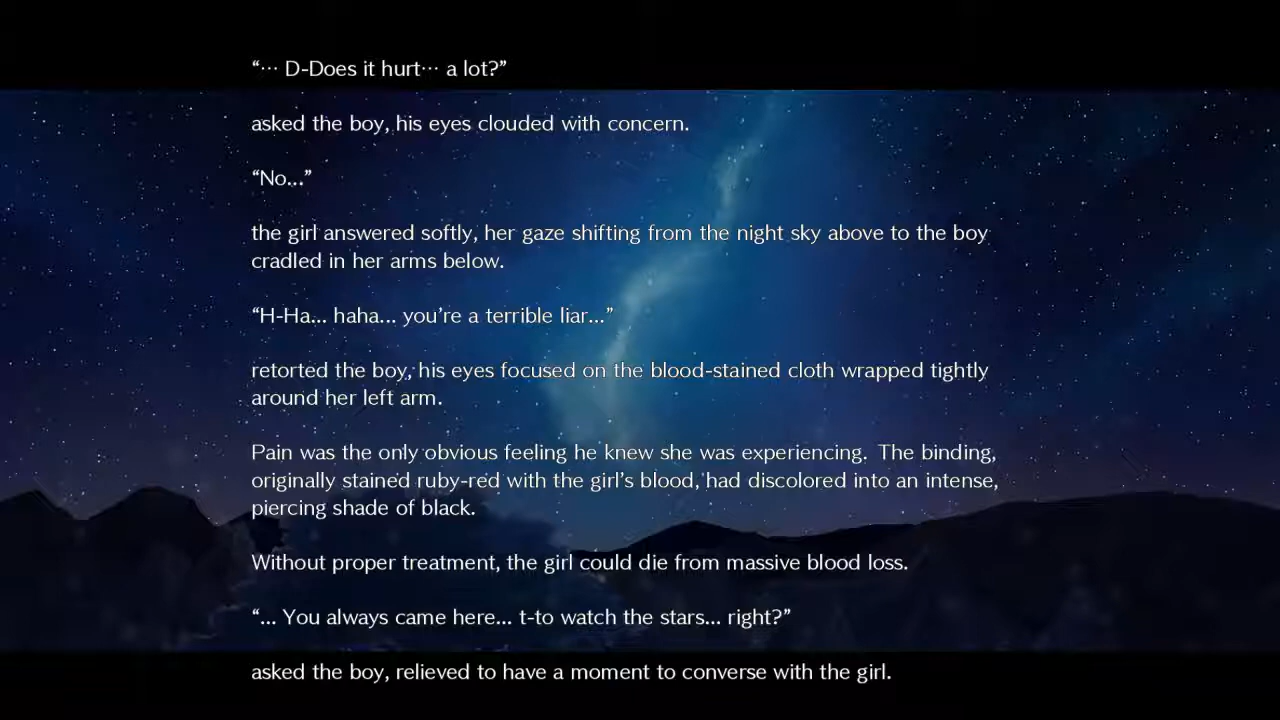 “… D-Does it hurt… a lot?”
asked the boy, his eyes clouded with concern.
“No...”
the girl answered softly, her gaze shifting from the night sky above to the boy
cradled in her arms below.
“H-Ha... haha... you’re a terrible liar...”
retorted the boy, his eyes focused on the blood-stained cloth wrapped tightly
around her left arm.
Pain was the only obvious feeling he knew she was experiencing. The binding,
originally stained ruby-red with the girl’s blood, had discolored into an intense,
piercing shade of black.
Without proper treatment, the girl could die from massive blood loss.
“... You always came here... t-to watch the stars... right?”
asked the boy, relieved to have a moment to converse with the girl.